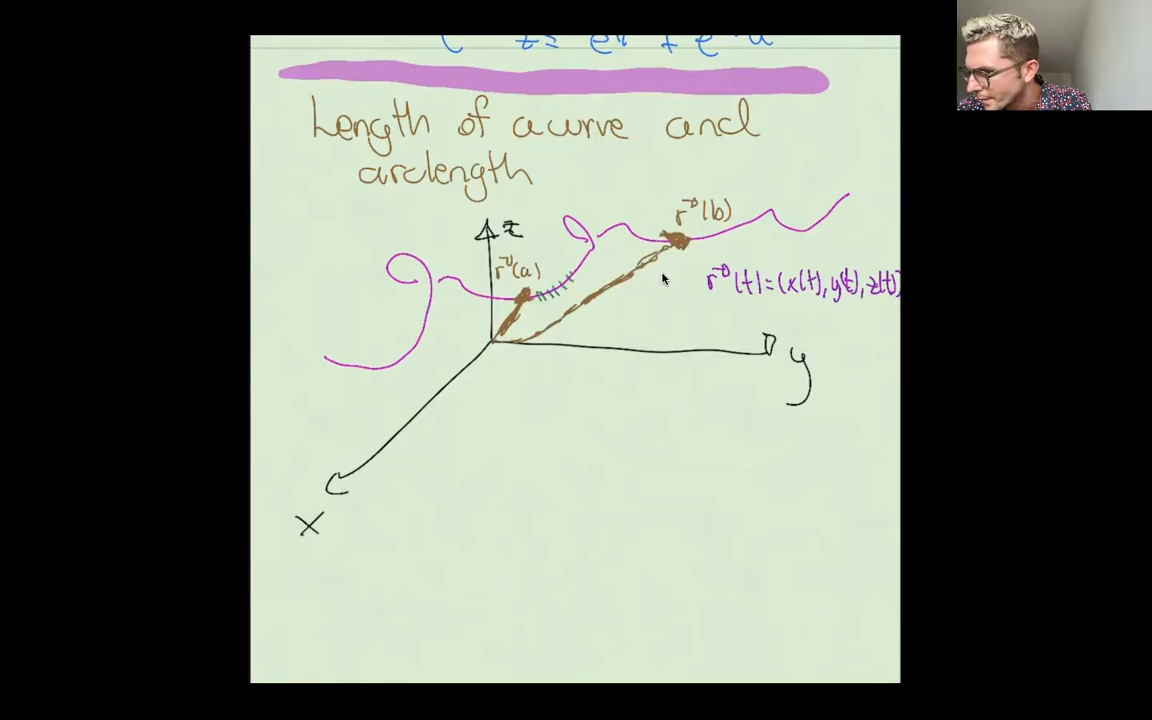 Length of a curve and
arclength
z
r⃗(b)
r⃗(a)
r⃗(t)=(x(t), y(t), z(t)
y
x